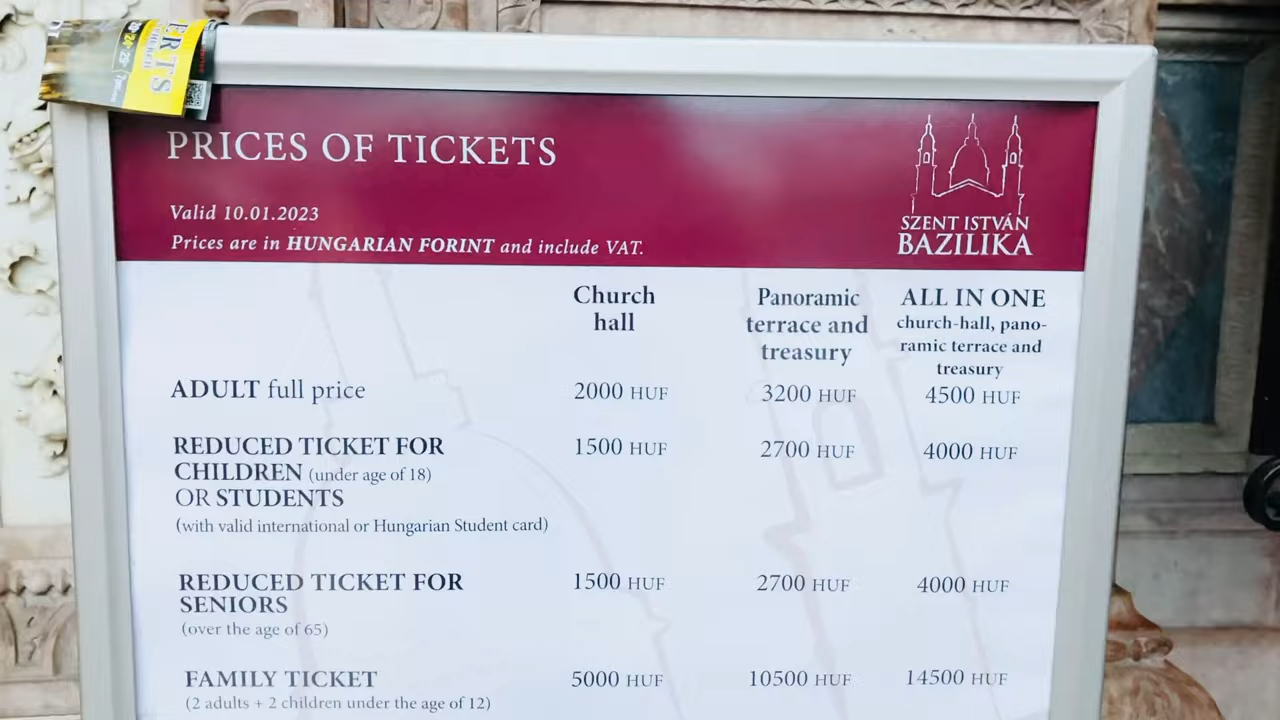 ERTS
PRICES OF TICKETS
Valid 10.01.2023
Prices are in HUNGARIAN FORINT and include VAT.
SZENT ISTVÁN
BAZILIKA
Church
hall
Panoramic
terrace and
treasury
ALL IN ONE
church-hall, pano-
ramic terrace and
treasury
ADULT full price 2000 HUF 3200 HUF 4500 HUF
REDUCED TICKET FOR 1500 HUF 2700 HUF 4000 HUF
CHILDREN (under age of 18)
OR STUDENTS
(with valid international or Hungarian Student card)
REDUCED TICKET FOR 1500 HUF 2700 HUF 4000 HUF
SENIORS
(over the age of 65)
FAMILY TICKET 5000 HUF 10500 HUF 14500 HUF
(2 adults + 2 children under the age of 12)